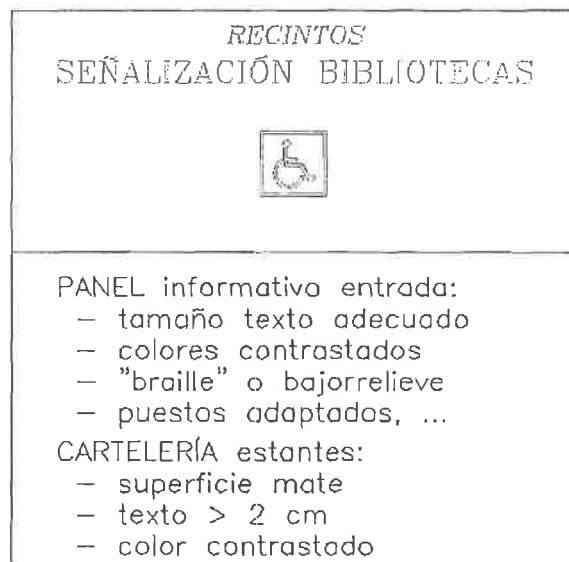 RECINTOS
SEÑALIZACIÓN BIBLIOTECAS
PANEL informativo entrada:
— tamaño texto adecuado
— colores contrastados
— "braille" o bajorrelieve
— puestos adaptados, ...
CARTELERÍA estantes:
— superficie mate
— texto > 2 cm
— color contrastado